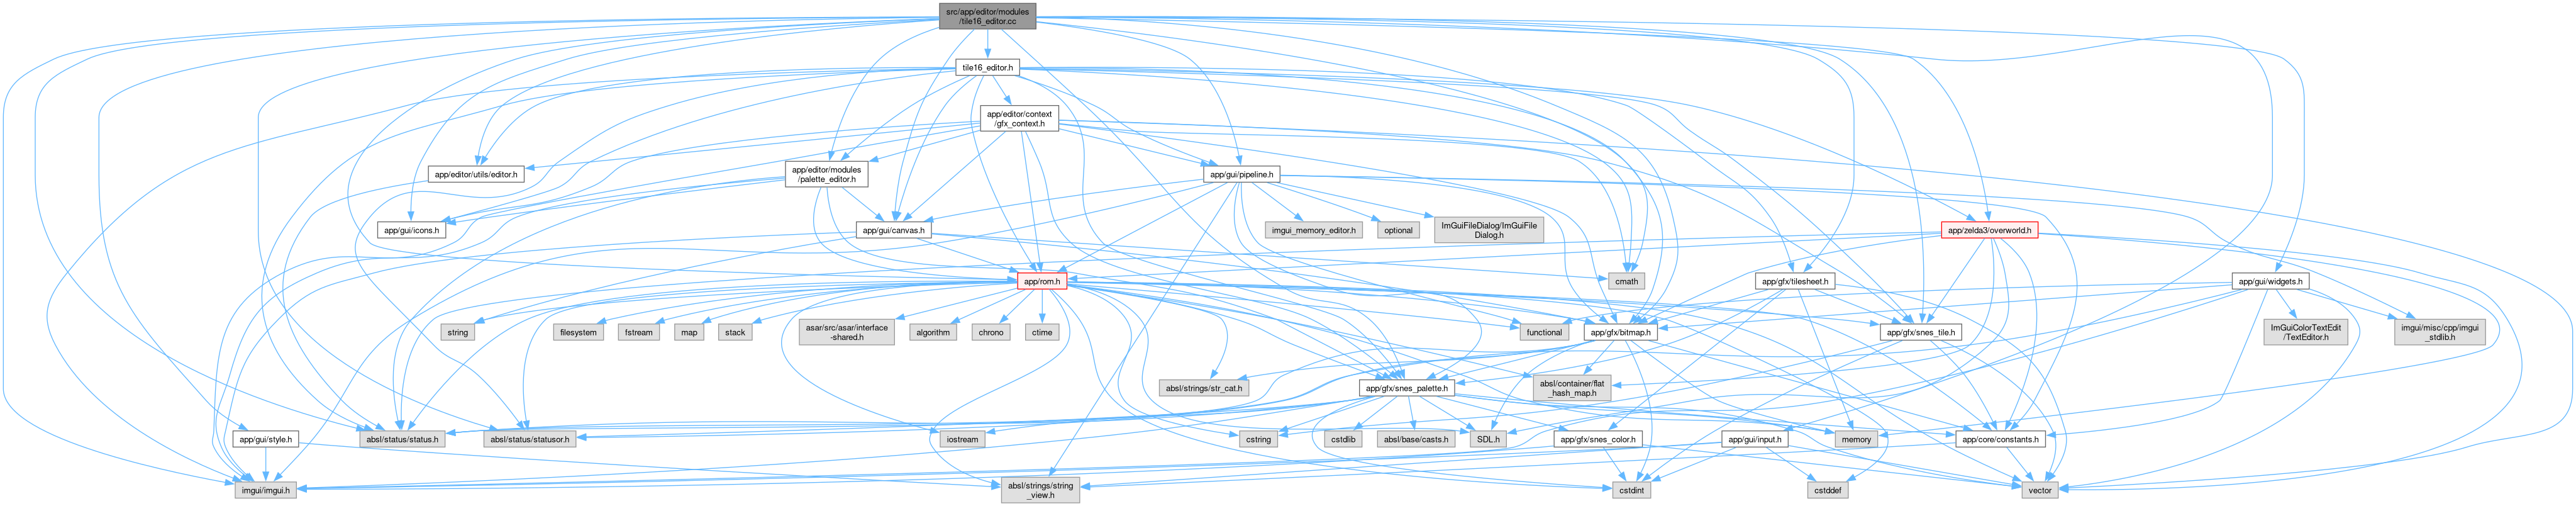 src/app/editor/modules
/tile16_editor.cc
tile16_editor.h
app/editor/context
/gfx_context.h
app/editor/utils/editor.h
app/editor/modules
/palette_editor.h
app/gui/pipeline.h
app/gui/icons.h
app/gui/canvas.h
imgui_memory_editor.h
optional
ImGuiFileDialog/ImGuiFile
Dialog.h
app/zelda3/overworld.h
app/rom.h
cmath
app/gfx/tilesheet.h
app/gui/widgets.h
string
filesystem
fstream
map
stack
asar/src/asar/interface
-shared.h
algorithm
chrono
ctime
functional
app/gfx/bitmap.h
app/gfx/snes_tile.h
ImGuiColorTextEdit
/TextEditor.h
imgui/misc/cpp/imgui
_stdlib.h
absl/strings/str_cat.h
app/gfx/snes_palette.h
absl/container/flat
_hash_map.h
app/gui/style.h
absl/status/status.h
absl/status/statusor.h
iostream
cstring
cstdlib
absl/base/casts.h
SDL.h
app/gfx/snes_color.h
app/gui/input.h
memory
app/core/constants.h
imgui/imgui.h
absl/strings/string
_view.h
cstdint
cstddef
vector